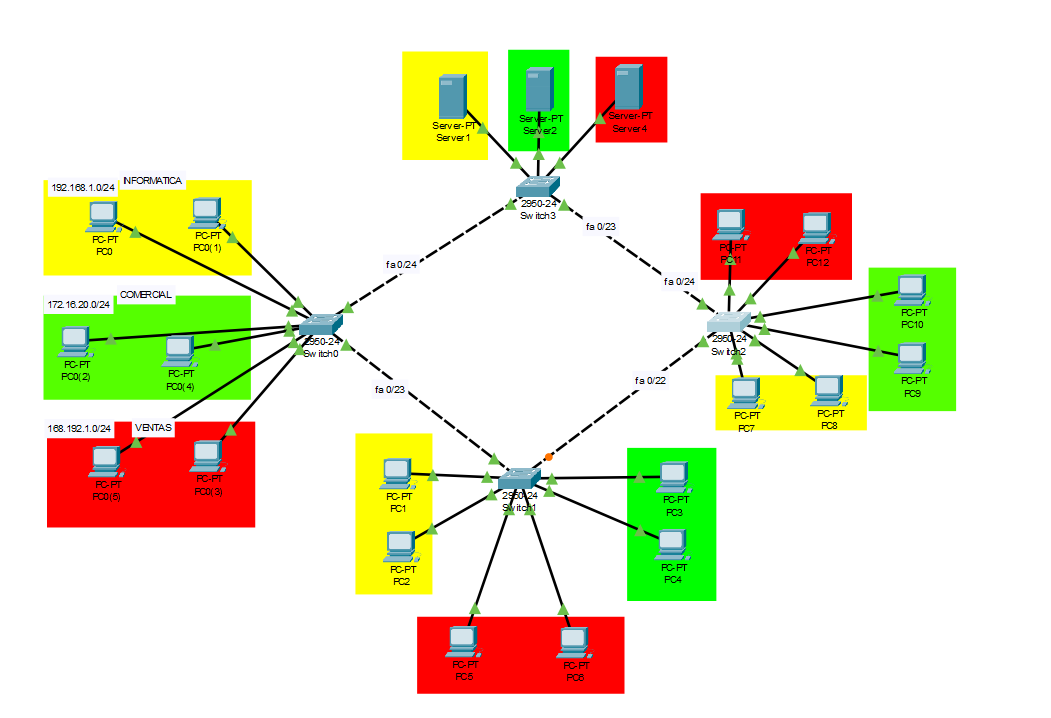 Server-PT
Server1
Server-PT
Server2
Server-PT
Server4
2950-24
Switch3
192.168.1.0/24
INFORMATICA
PC-PT
PC0
PC-PT
PC0(1)
fa 0/24
fa 0/23
172.16.20.0/24
COMERCIAL
PC-PT
PC0(2)
PC-PT
PC0(4)
2950-24
Switch0
168.192.1.0/24
VENTAS
PC-PT
PC0(5)
PC-PT
PC0(3)
fa 0/23
PC-PT
PC11
PC-PT
PC12
fa 0/24
2950-24
Switch2
PC-PT
PC10
PC-PT
PC9
PC-PT
PC7
PC-PT
PC8
fa 0/22
2950-24
Switch1
PC-PT
PC1
PC-PT
PC2
PC-PT
PC3
PC-PT
PC4
PC-PT
PC5
PC-PT
PC6